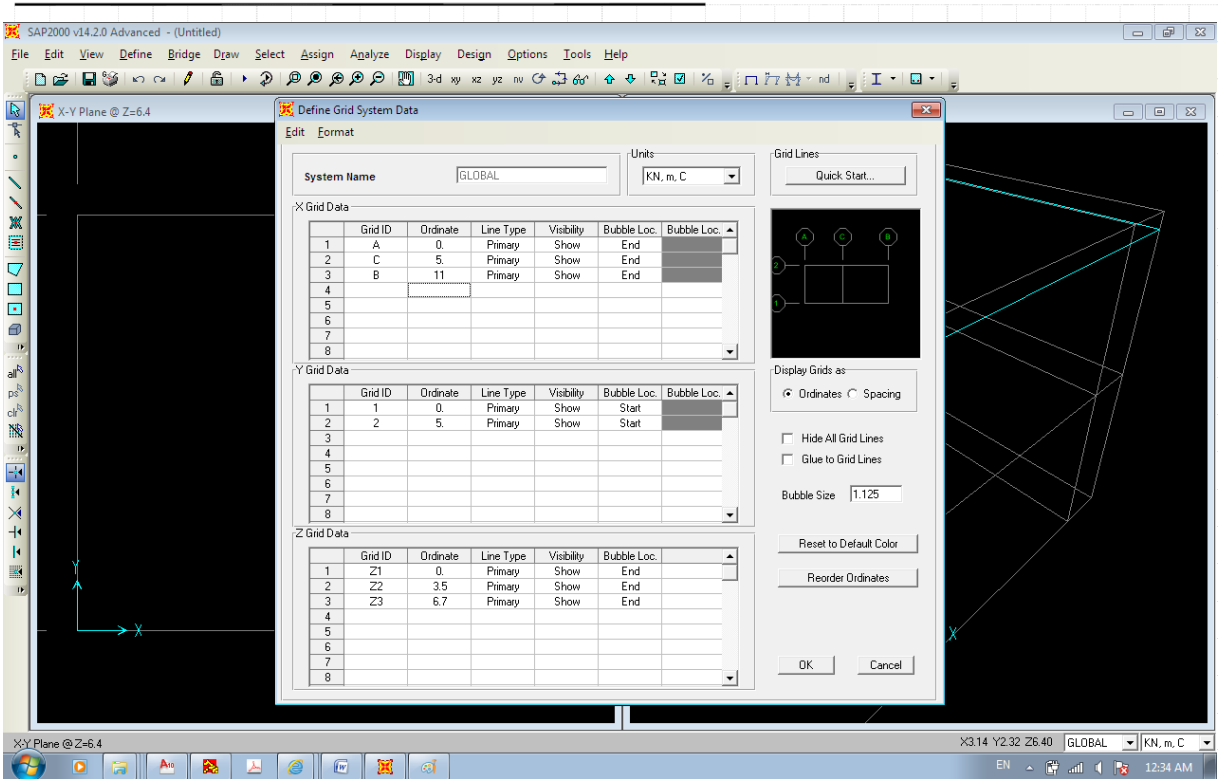 SAP2000 v14.2.0 Advanced - (Untitled)
File Edit View Define Bridge Draw Select Assign Analyze Display Design Options Tools Help
3-d xy xz yz nv nd
X-Y Plane @ Z=6.4
Define Grid System Data
Edit Format
System Name GLOBAL
Units
KN, m, C
Grid Lines
Quick Start...
X Grid Data
Grid ID Ordinate Line Type Visibility Bubble Loc. Bubble Loc.
1 A 0. Primary Show End
2 C 5. Primary Show End
3 B 11 Primary Show End
4
5
6
7
8
A C B
2
1
Y Grid Data
Grid ID Ordinate Line Type Visibility Bubble Loc. Bubble Loc.
1 1 0. Primary Show Start
2 2 5. Primary Show Start
3
4
5
6
7
8
Display Grids as
Ordinates Spacing
Hide All Grid Lines
Glue to Grid Lines
Bubble Size 1.125
Z Grid Data
Grid ID Ordinate Line Type Visibility Bubble Loc.
1 Z1 0. Primary Show End
2 Z2 3.5 Primary Show End
3 Z3 6.7 Primary Show End
4
5
6
7
8
Reset to Default Color
Reorder Ordinates
OK Cancel
all
ps
clr
Y
X
X
X-Y Plane @ Z=6.4
X3.14 Y2.32 Z6.40 GLOBAL KN, m, C
EN 12:34 AM